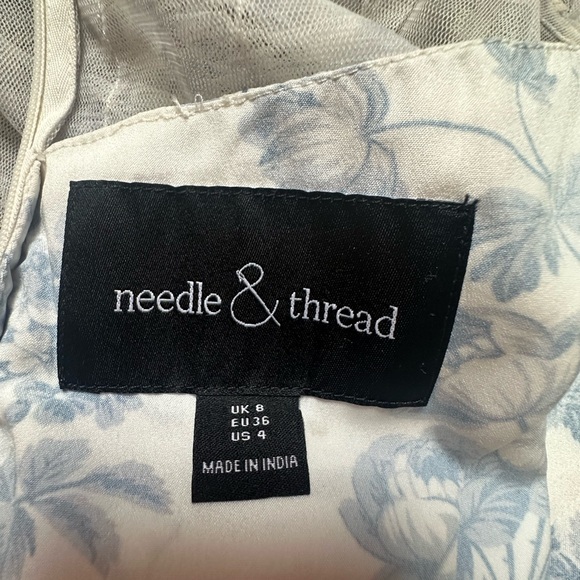 needle & thread
UK 8
EU 36
US 4
MADE IN INDIA